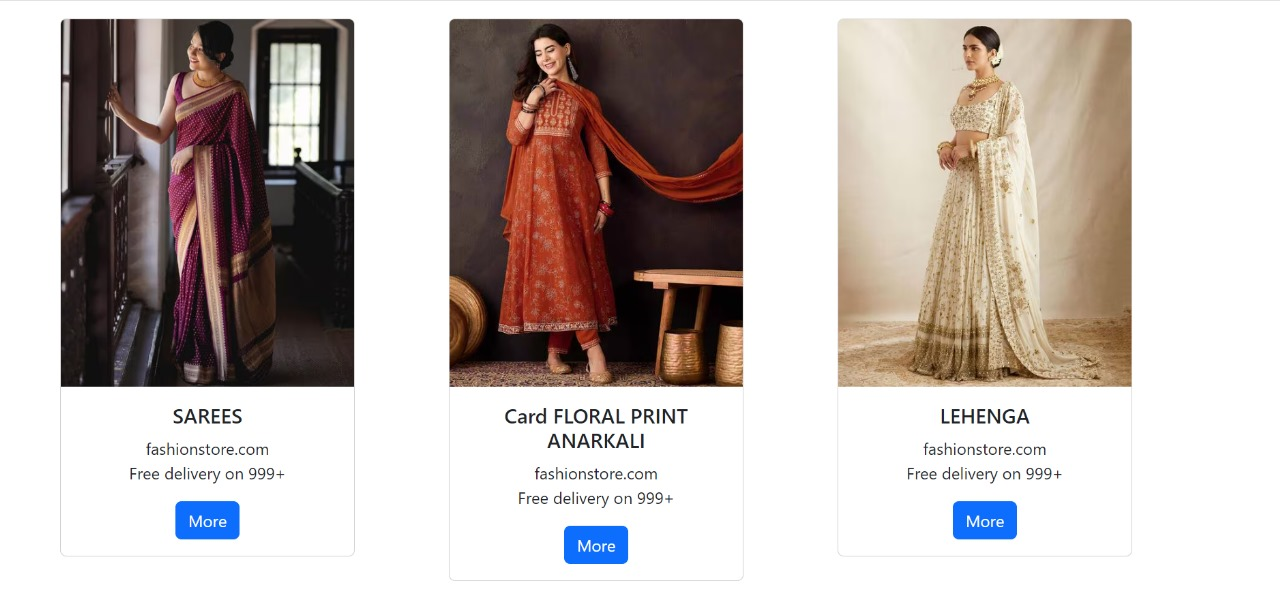 SAREES
fashionstore.com
Free delivery on 999+
More
Card FLORAL PRINT
ANARKALI
fashionstore.com
Free delivery on 999+
More
LEHENGA
fashionstore.com
Free delivery on 999+
More